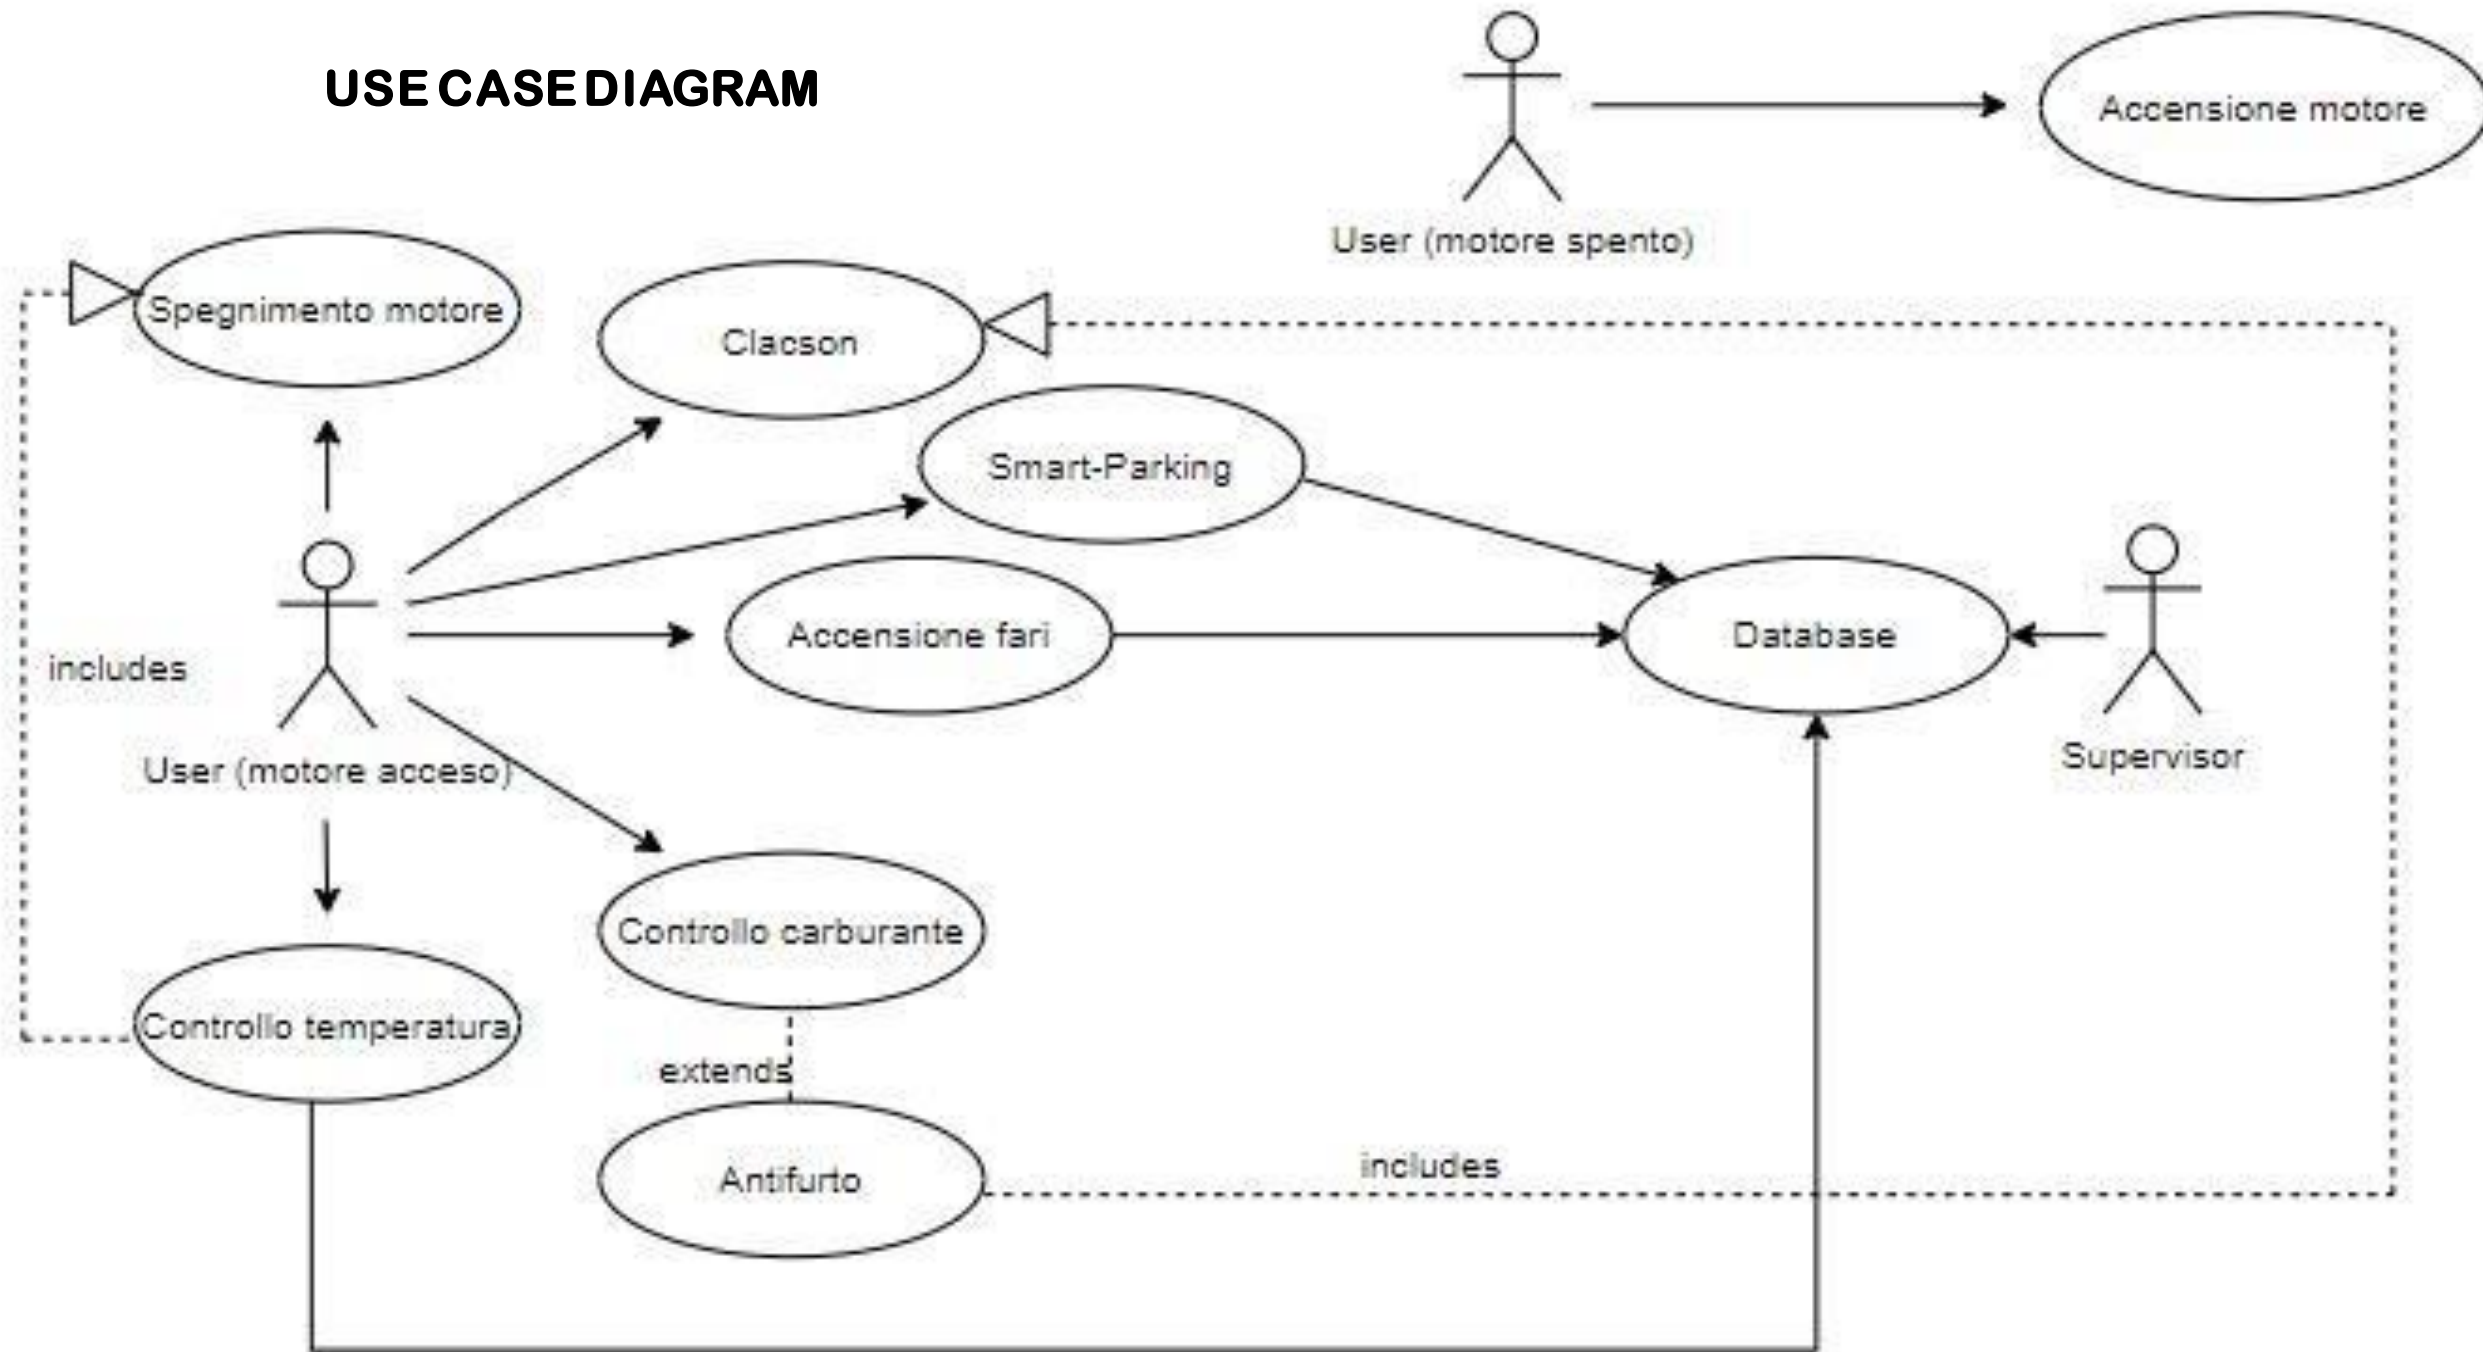 USE CASE DIAGRAM
Accensione motore
User (motore spento)
Spegnimento motore
Clacson
Smart-Parking
Accensione fari
Database
includes
User (motore acceso)
Supervisor
Controllo carburante
Controllo temperatura
extends
Antifurto
includes